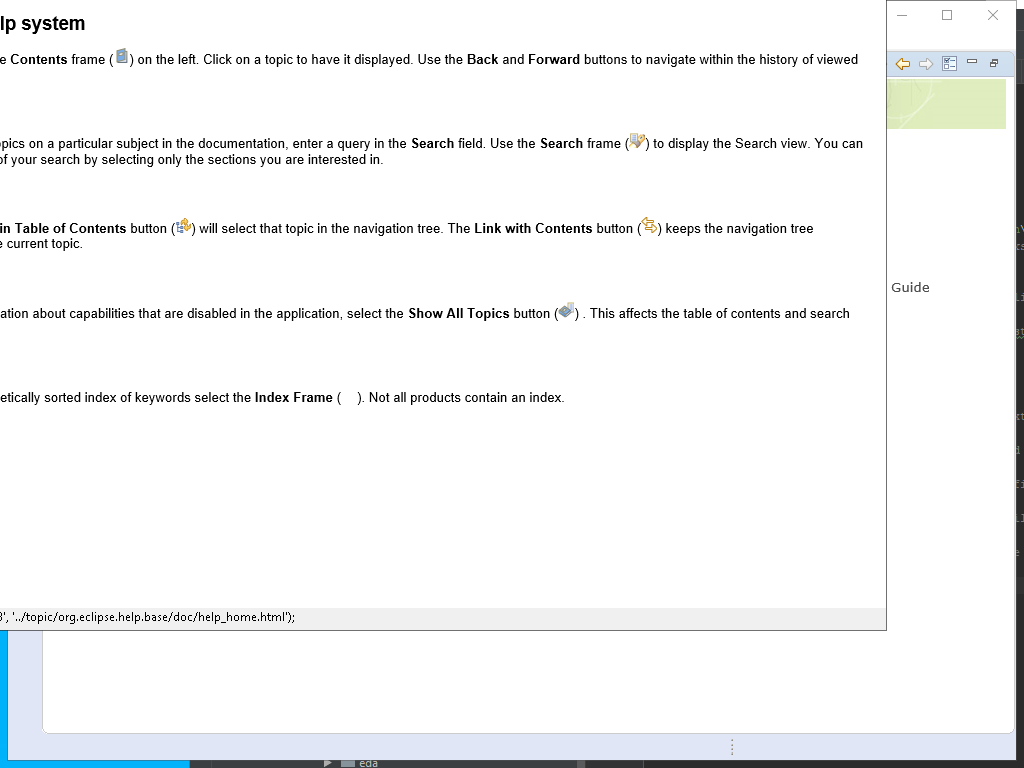 lp system
e Contents frame ( ) on the left. Click on a topic to have it displayed. Use the Back and Forward buttons to navigate within the history of viewed
opics on a particular subject in the documentation, enter a query in the Search field. Use the Search frame ( ) to display the Search view. You can
of your search by selecting only the sections you are interested in.
in Table of Contents button ( ) will select that topic in the navigation tree. The Link with Contents button ( ) keeps the navigation tree
e current topic.
Guide
ation about capabilities that are disabled in the application, select the Show All Topics button ( ) . This affects the table of contents and search
etically sorted index of keywords select the Index Frame ( ). Not all products contain an index.
', '../topic/org.eclipse.help.base/doc/help_home.html');
eda